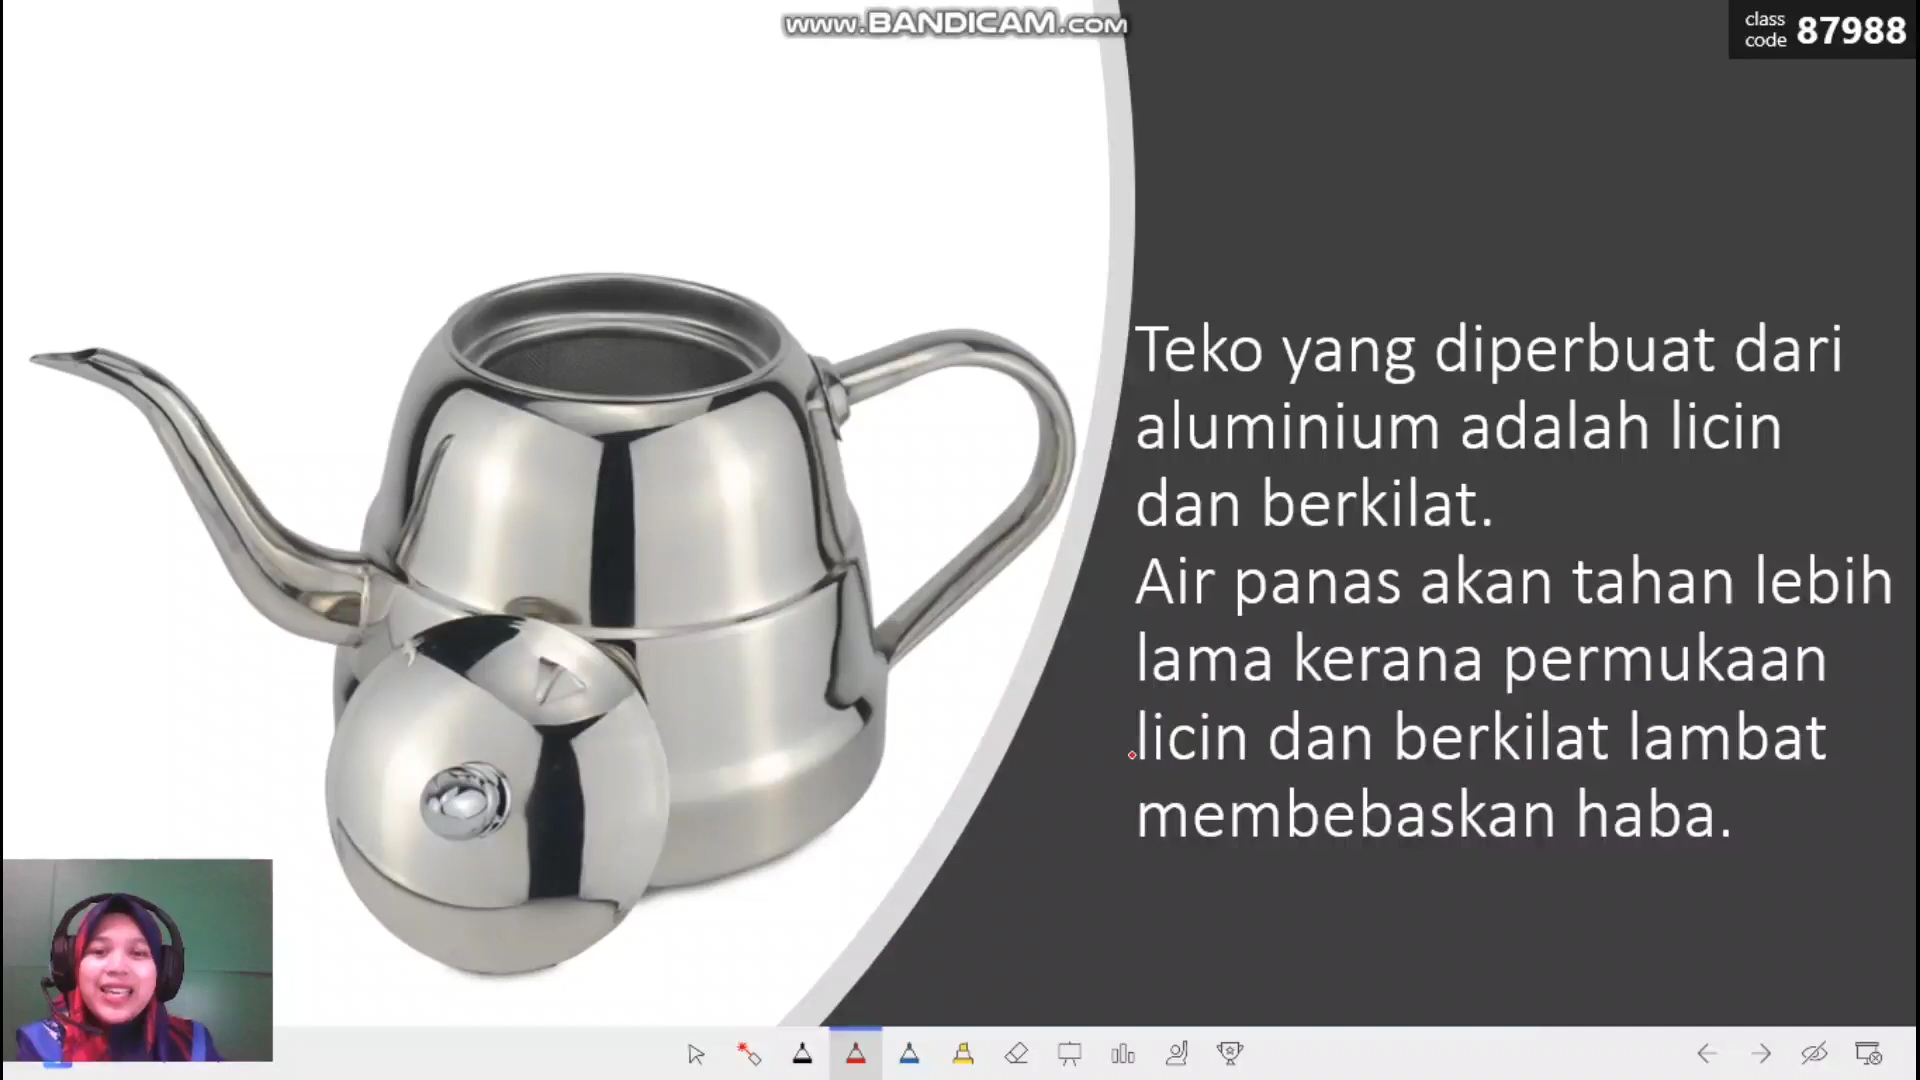 www.BANDICAM.com
class
code 87988
Teko yang diperbuat dari
aluminium adalah licin
dan berkilat.
Air panas akan tahan lebih
lama kerana permukaan
licin dan berkilat lambat
membebaskan haba.